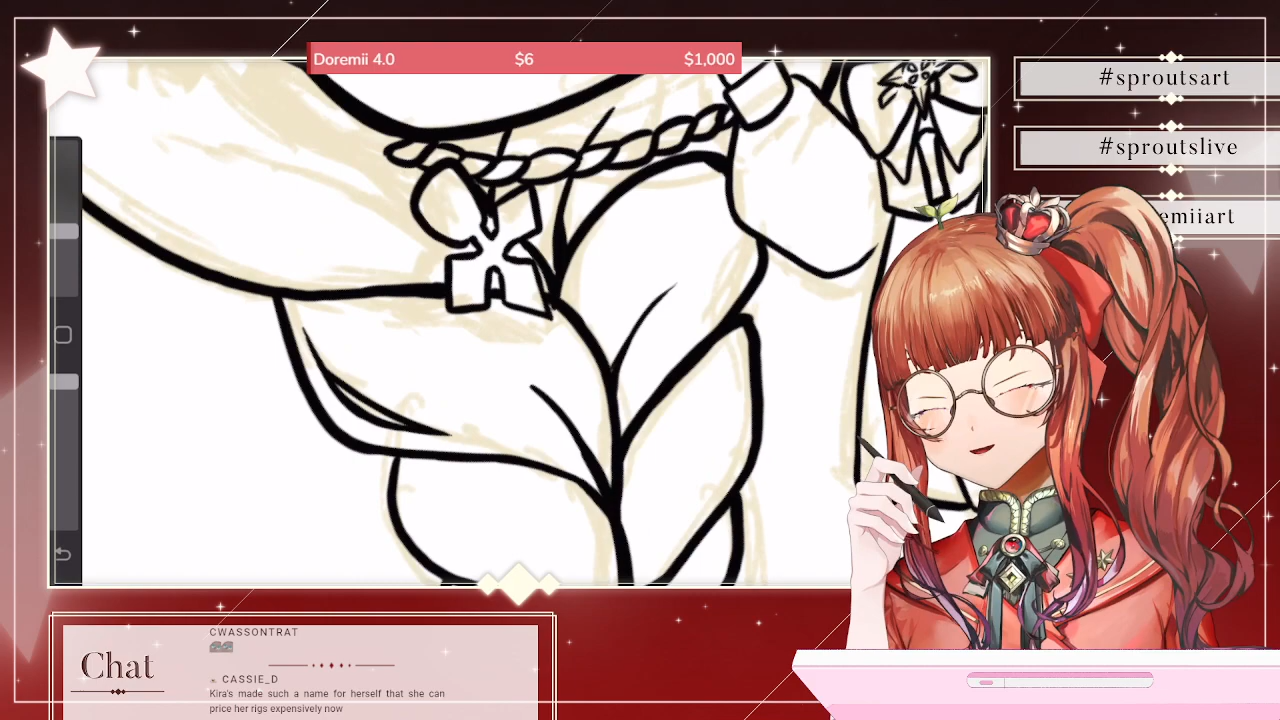 Doremii 4.0 $6 $1,000
#sproutsart
#sproutslive
emiiart
Chat
CWASSONTRAT
CASSIE_D
Kira's made such a name for herself that she can
price her rigs expensively now